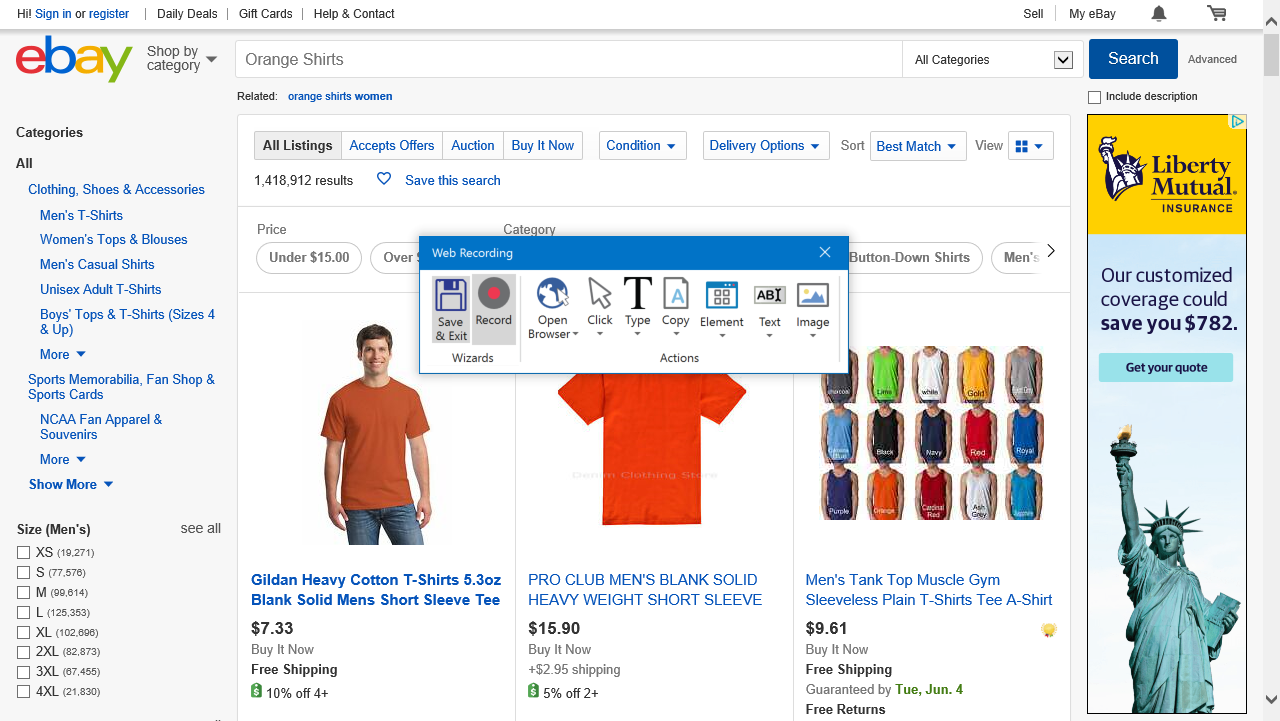 Hi! Sign in or register
Daily Deals
Gift Cards
Help & Contact
Sell
My eBay
ebay
Shop by
category
Orange Shirts
All Categories
Search
Advanced
Related: orange shirts women
Include description
Categories
All
Clothing, Shoes & Accessories
Men's T-Shirts
Women's Tops & Blouses
Men's Casual Shirts
Unisex Adult T-Shirts
Boys' Tops & T-Shirts (Sizes 4
& Up)
More
Sports Memorabilia, Fan Shop &
Sports Cards
NCAA Fan Apparel &
Souvenirs
More
Show More
Size (Men's)
see all
XS (19,271)
S (77,576)
M (99,614)
L (125,353)
XL (102,696)
2XL (82,873)
3XL (67,455)
4XL (21,830)
All Listings
Accepts Offers
Auction
Buy It Now
Condition
Delivery Options
Sort
Best Match
View
1,418,912 results
Save this search
Price
Category
Under $15.00
Over
Button-Down Shirts
Men's
Web Recording
Save
& Exit
Record
Wizards
Open
Browser
Click
Type
Copy
Element
Text
Image
Actions
Denim Clothing Store
Lime
white
Gold
Black
Navy
Red
Royal
Purple
Orange
Cardinal
Red
Ash
Grey
Sapphire
Gildan Heavy Cotton T-Shirts 5.3oz
Blank Solid Mens Short Sleeve Tee
$7.33
Buy It Now
Free Shipping
10% off 4+
PRO CLUB MEN'S BLANK SOLID
HEAVY WEIGHT SHORT SLEEVE
$15.90
Buy It Now
+$2.95 shipping
5% off 2+
Men's Tank Top Muscle Gym
Sleeveless Plain T-Shirts Tee A-Shirt
$9.61
Buy It Now
Free Shipping
Guaranteed by Tue, Jun. 4
Free Returns
Liberty
Mutual.
INSURANCE
Our customized
coverage could
save you $782.
Get your quote